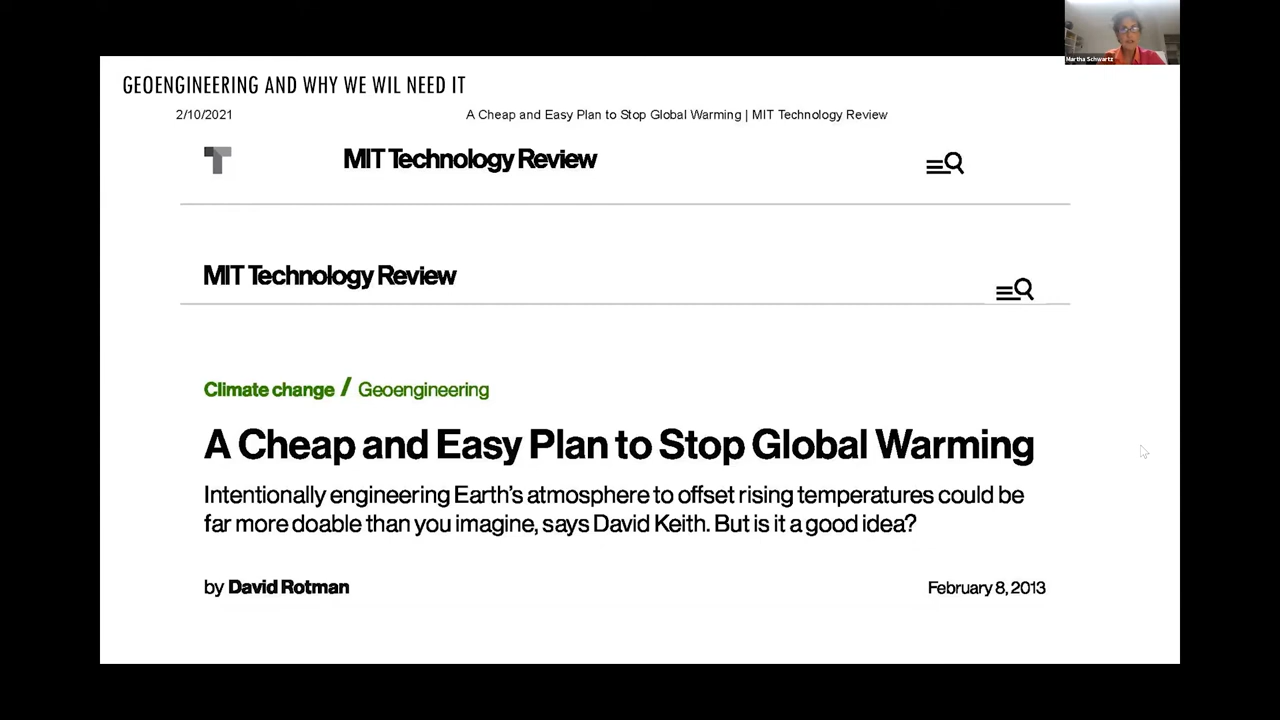 Martha Schwartz
GEOENGINEERING AND WHY WE WIL NEED IT
2/10/2021 A Cheap and Easy Plan to Stop Global Warming | MIT Technology Review
MIT Technology Review
MIT Technology Review
Climate change / Geoengineering
A Cheap and Easy Plan to Stop Global Warming
Intentionally engineering Earth's atmosphere to offset rising temperatures could be
far more doable than you imagine, says David Keith. But is it a good idea?
by David Rotman February 8, 2013